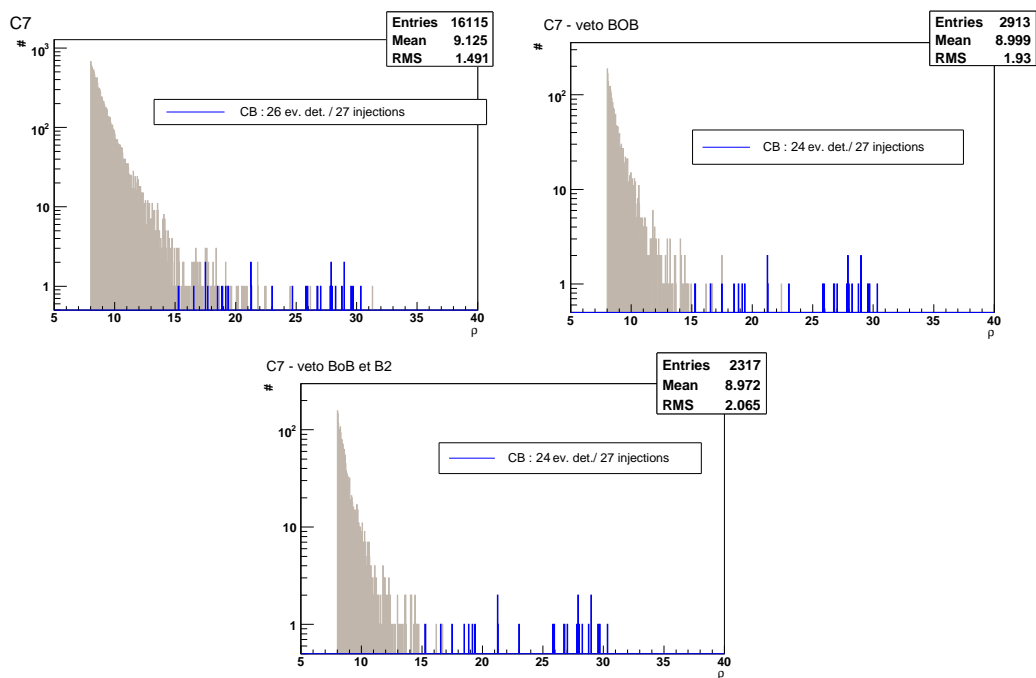 C7
Entries 16115
Mean 9.125
RMS 1.491
#
10³
10²
10
1
CB : 26 ev. det. / 27 injections
5 10 15 20 25 30 35 40
ρ
C7 - veto BOB
Entries 2913
Mean 8.999
RMS 1.93
#
10²
10
1
CB : 24 ev. det./ 27 injections
5 10 15 20 25 30 35 40
ρ
C7 - veto BoB et B2
Entries 2317
Mean 8.972
RMS 2.065
#
10²
10
1
CB : 24 ev. det./ 27 injections
5 10 15 20 25 30 35 40
ρ